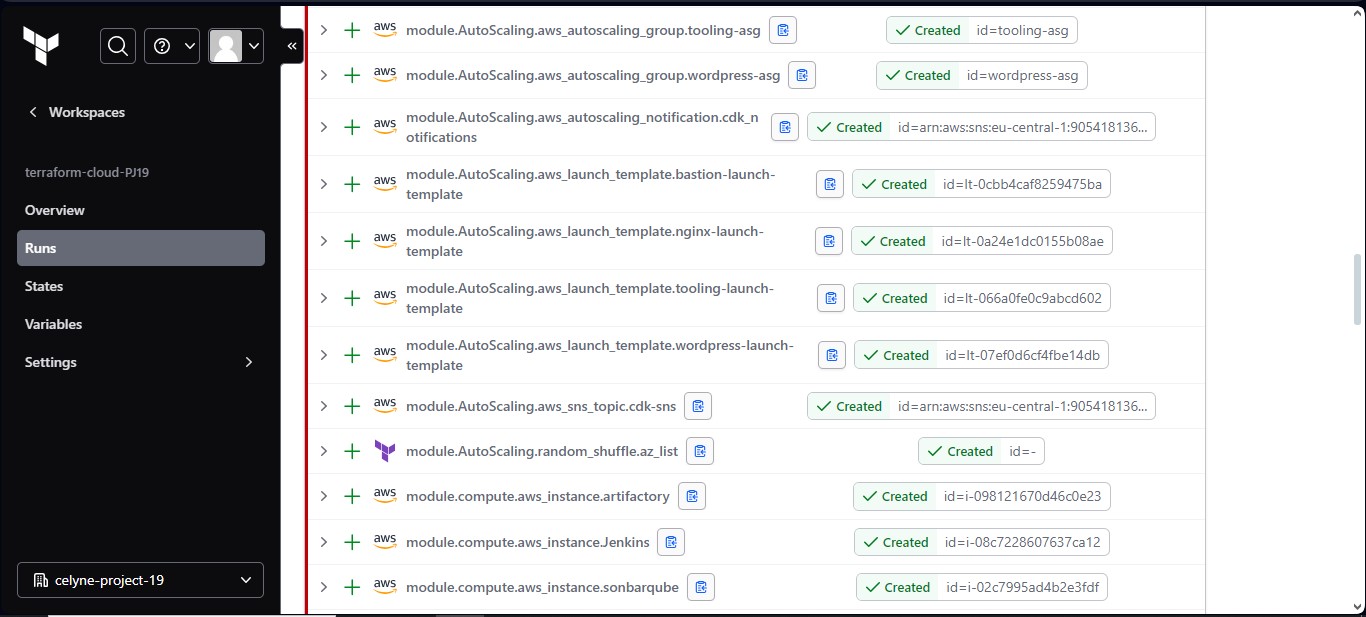 Workspaces
terraform-cloud-PJ19
Overview
Runs
States
Variables
Settings
celyne-project-19
aws module.AutoScaling.aws_autoscaling_group.tooling-asg Created id=tooling-asg
aws module.AutoScaling.aws_autoscaling_group.wordpress-asg Created id=wordpress-asg
aws module.AutoScaling.aws_autoscaling_notification.cdk_n
otifications Created id=arn:aws:sns:eu-central-1:905418136...
aws module.AutoScaling.aws_launch_template.bastion-launch-
template Created id=lt-0cbb4caf8259475ba
aws module.AutoScaling.aws_launch_template.nginx-launch-
template Created id=lt-0a24e1dc0155b08ae
aws module.AutoScaling.aws_launch_template.tooling-launch-
template Created id=lt-066a0fe0c9abcd602
aws module.AutoScaling.aws_launch_template.wordpress-launch-
template Created id=lt-07ef0d6cf4fbe14db
aws module.AutoScaling.aws_sns_topic.cdk-sns Created id=arn:aws:sns:eu-central-1:905418136...
module.AutoScaling.random_shuffle.az_list Created id=-
aws module.compute.aws_instance.artifactory Created id=i-098121670d46c0e23
aws module.compute.aws_instance.Jenkins Created id=i-08c7228607637ca12
aws module.compute.aws_instance.sonbarqube Created id=i-02c7995ad4b2e3fdf